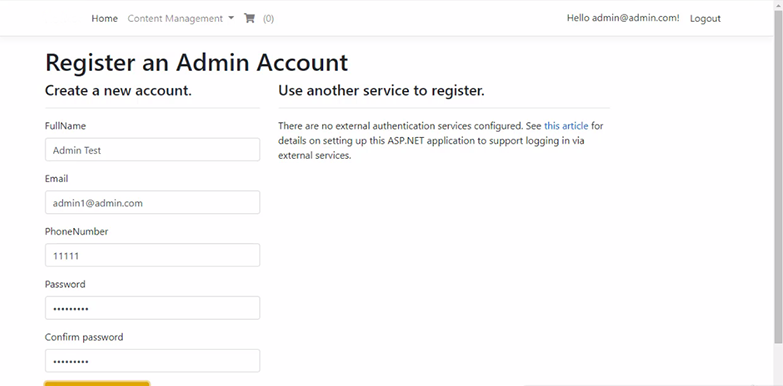 Home Content Management (0) Hello admin@admin.com! Logout
Register an Admin Account
Create a new account.
Use another service to register.
FullName
Admin Test
Email
admin1@admin.com
PhoneNumber
11111
Password
•••••••••
Confirm password
•••••••••
There are no external authentication services configured. See this article for
details on setting up this ASP.NET application to support logging in via
external services.